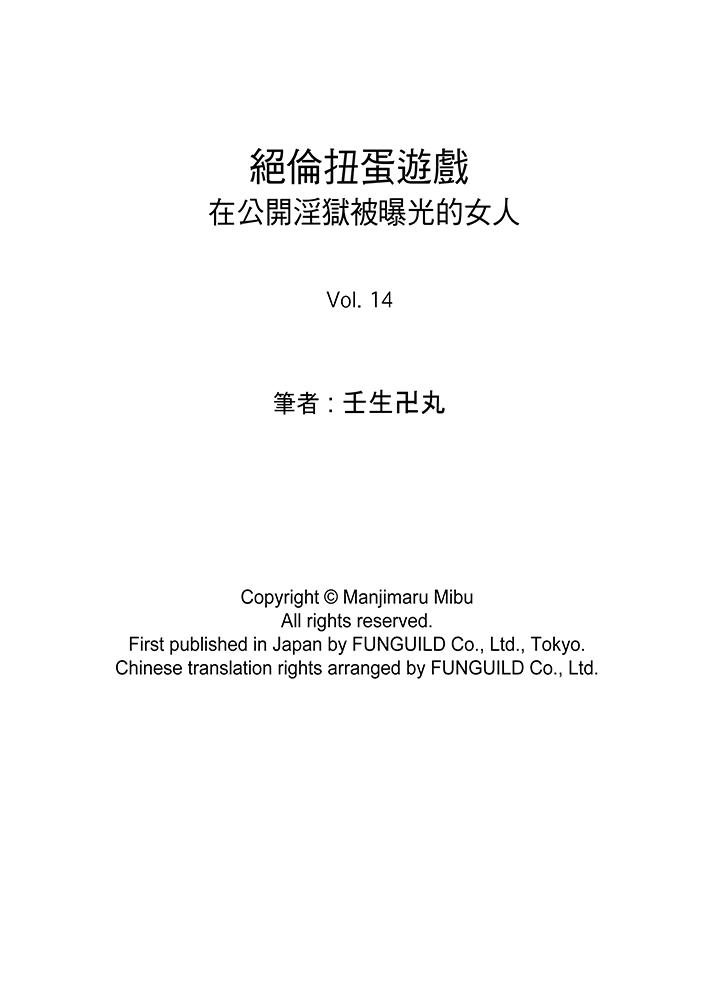 絕倫扭蛋遊戲
在公開淫獄被曝光的女人
Vol. 14
筆者：壬生卍丸
Copyright © Manjimaru Mibu
All rights reserved.
First published in Japan by FUNGUILD Co., Ltd., Tokyo.
Chinese translation rights arranged by FUNGUILD Co., Ltd.